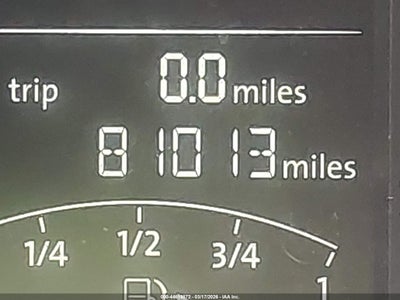 trip 0.0 miles
81013 miles
1/4 1/2 3/4 1